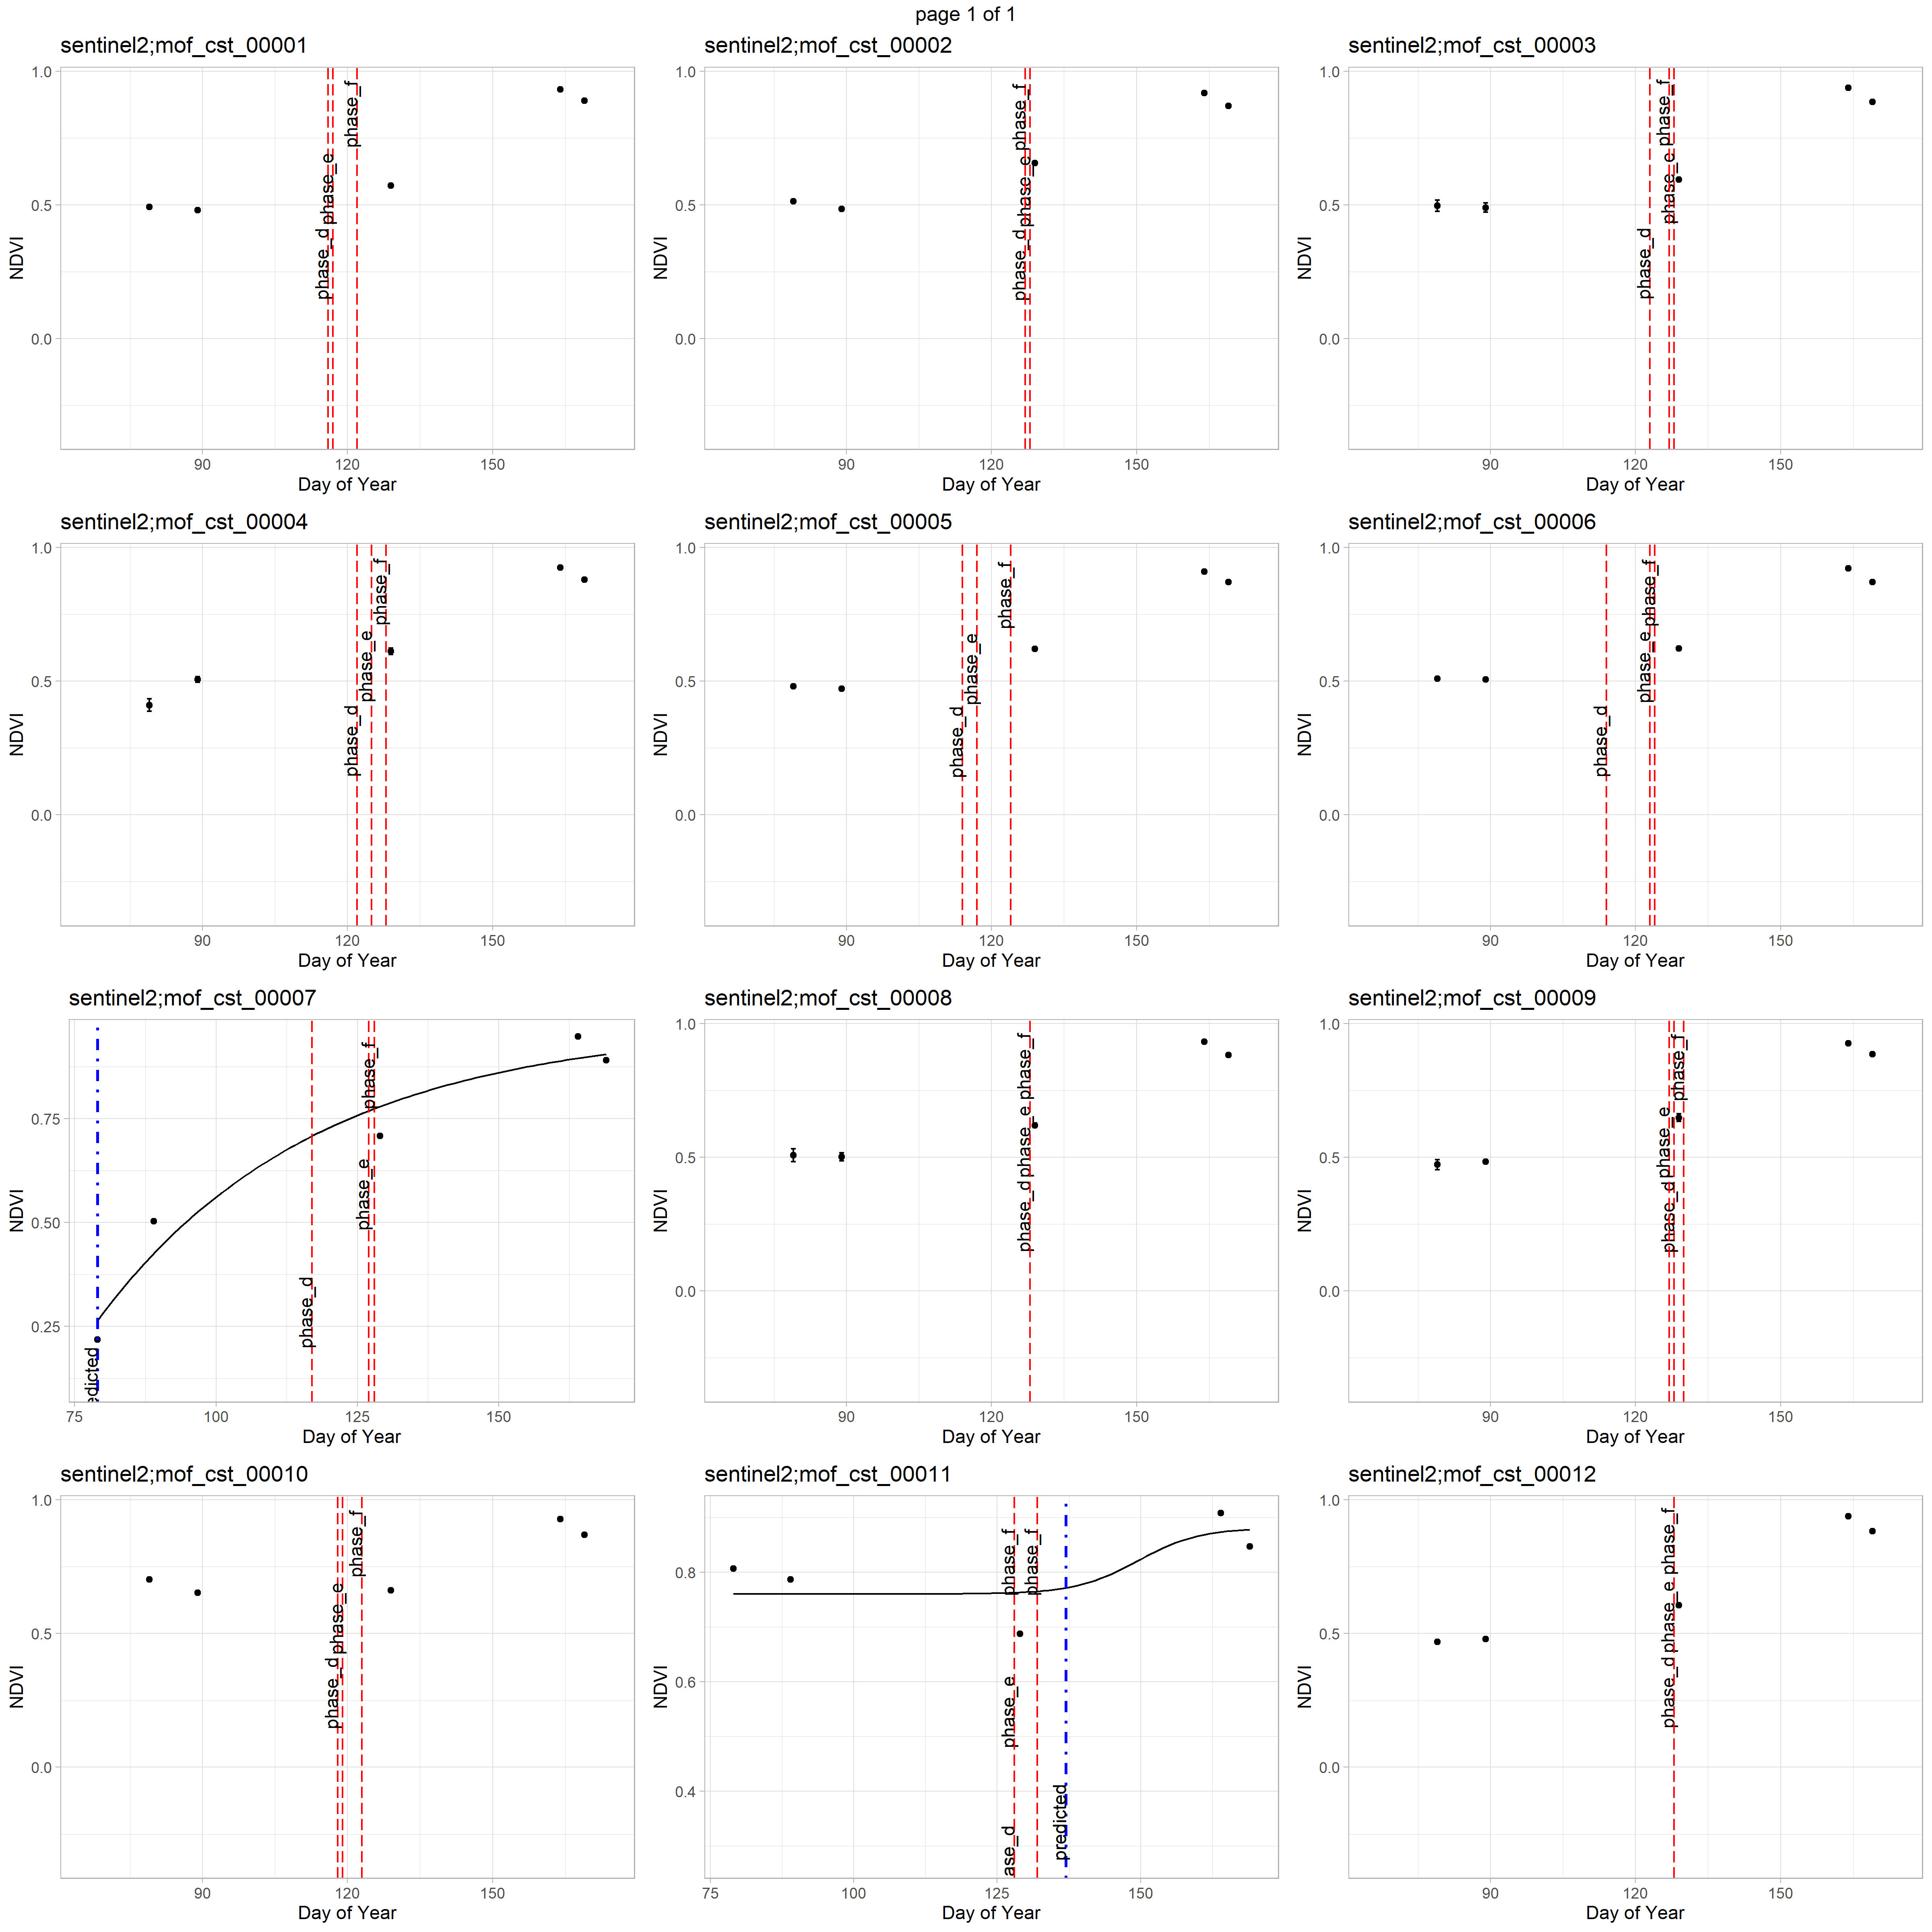 page 1 of 1
sentinel2;mof_cst_00001
1.0
0.5
0.0
NDVI
phase_d
phase_e
phase_f
90 120 150
Day of Year
sentinel2;mof_cst_00002
1.0
0.5
0.0
NDVI
phase_d
phase_e
phase_f
90 120 150
Day of Year
sentinel2;mof_cst_00003
1.0
0.5
0.0
NDVI
phase_d
phase_e
phase_f
90 120 150
Day of Year
sentinel2;mof_cst_00004
1.0
0.5
0.0
NDVI
phase_d
phase_e
phase_f
90 120 150
Day of Year
sentinel2;mof_cst_00005
1.0
0.5
0.0
NDVI
phase_d
phase_e
phase_f
90 120 150
Day of Year
sentinel2;mof_cst_00006
1.0
0.5
0.0
NDVI
phase_d
phase_e
phase_f
90 120 150
Day of Year
sentinel2;mof_cst_00007
0.75
0.50
0.25
NDVI
edicted
phase_d
phase_e
phase_f
75 100 125 150
Day of Year
sentinel2;mof_cst_00008
1.0
0.5
0.0
NDVI
phase_d
phase_e
phase_f
90 120 150
Day of Year
sentinel2;mof_cst_00009
1.0
0.5
0.0
NDVI
phase_d
phase_e
phase_f
90 120 150
Day of Year
sentinel2;mof_cst_00010
1.0
0.5
0.0
NDVI
phase_d
phase_e
phase_f
90 120 150
Day of Year
sentinel2;mof_cst_00011
0.8
0.6
0.4
NDVI
ase_d
phase_e
phase_f
phase_f
predicted
75 100 125 150
Day of Year
sentinel2;mof_cst_00012
1.0
0.5
0.0
NDVI
phase_d
phase_e
phase_f
90 120 150
Day of Year